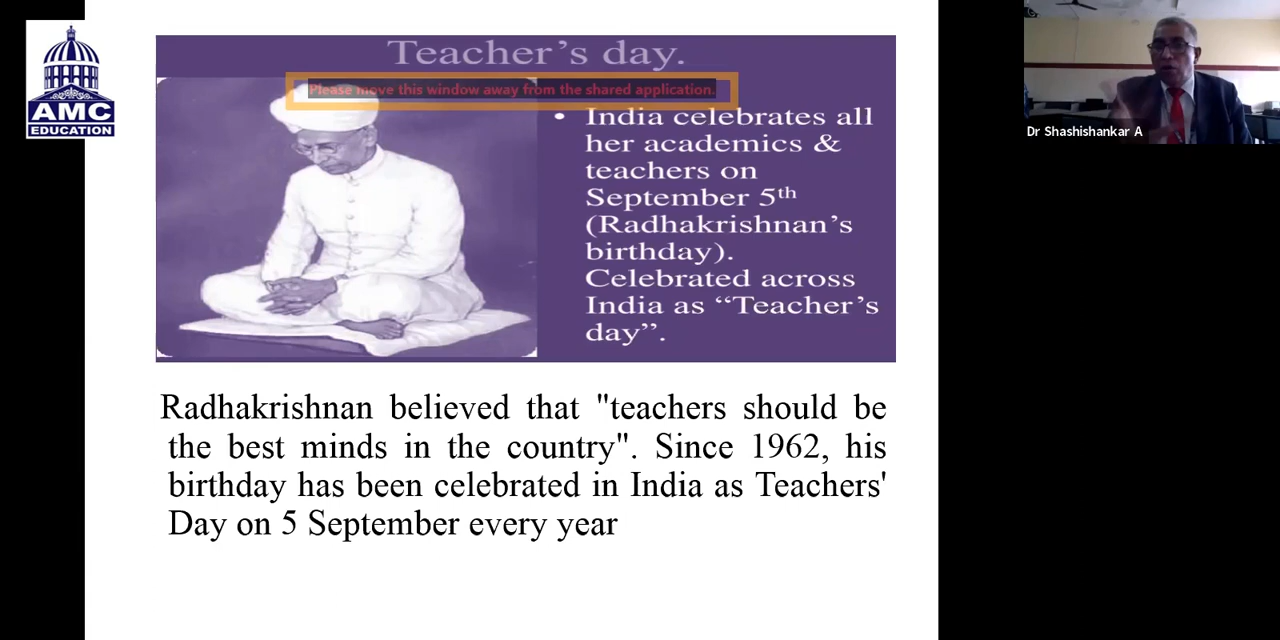 AMC
EDUCATION
Teacher's day.
Please move this window away from the shared application.
• India celebrates all
her academics &
teachers on
September 5th
(Radhakrishnan's
birthday).
Celebrated across
India as “Teacher's
day”.
Radhakrishnan believed that "teachers should be
the best minds in the country". Since 1962, his
birthday has been celebrated in India as Teachers'
Day on 5 September every year
Dr Shashishankar A